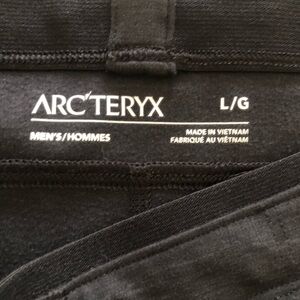 ARC'TERYX L/G
MEN'S/HOMMES
MADE IN VIETNAM
FABRIQUÉ AU VIÊTNAM